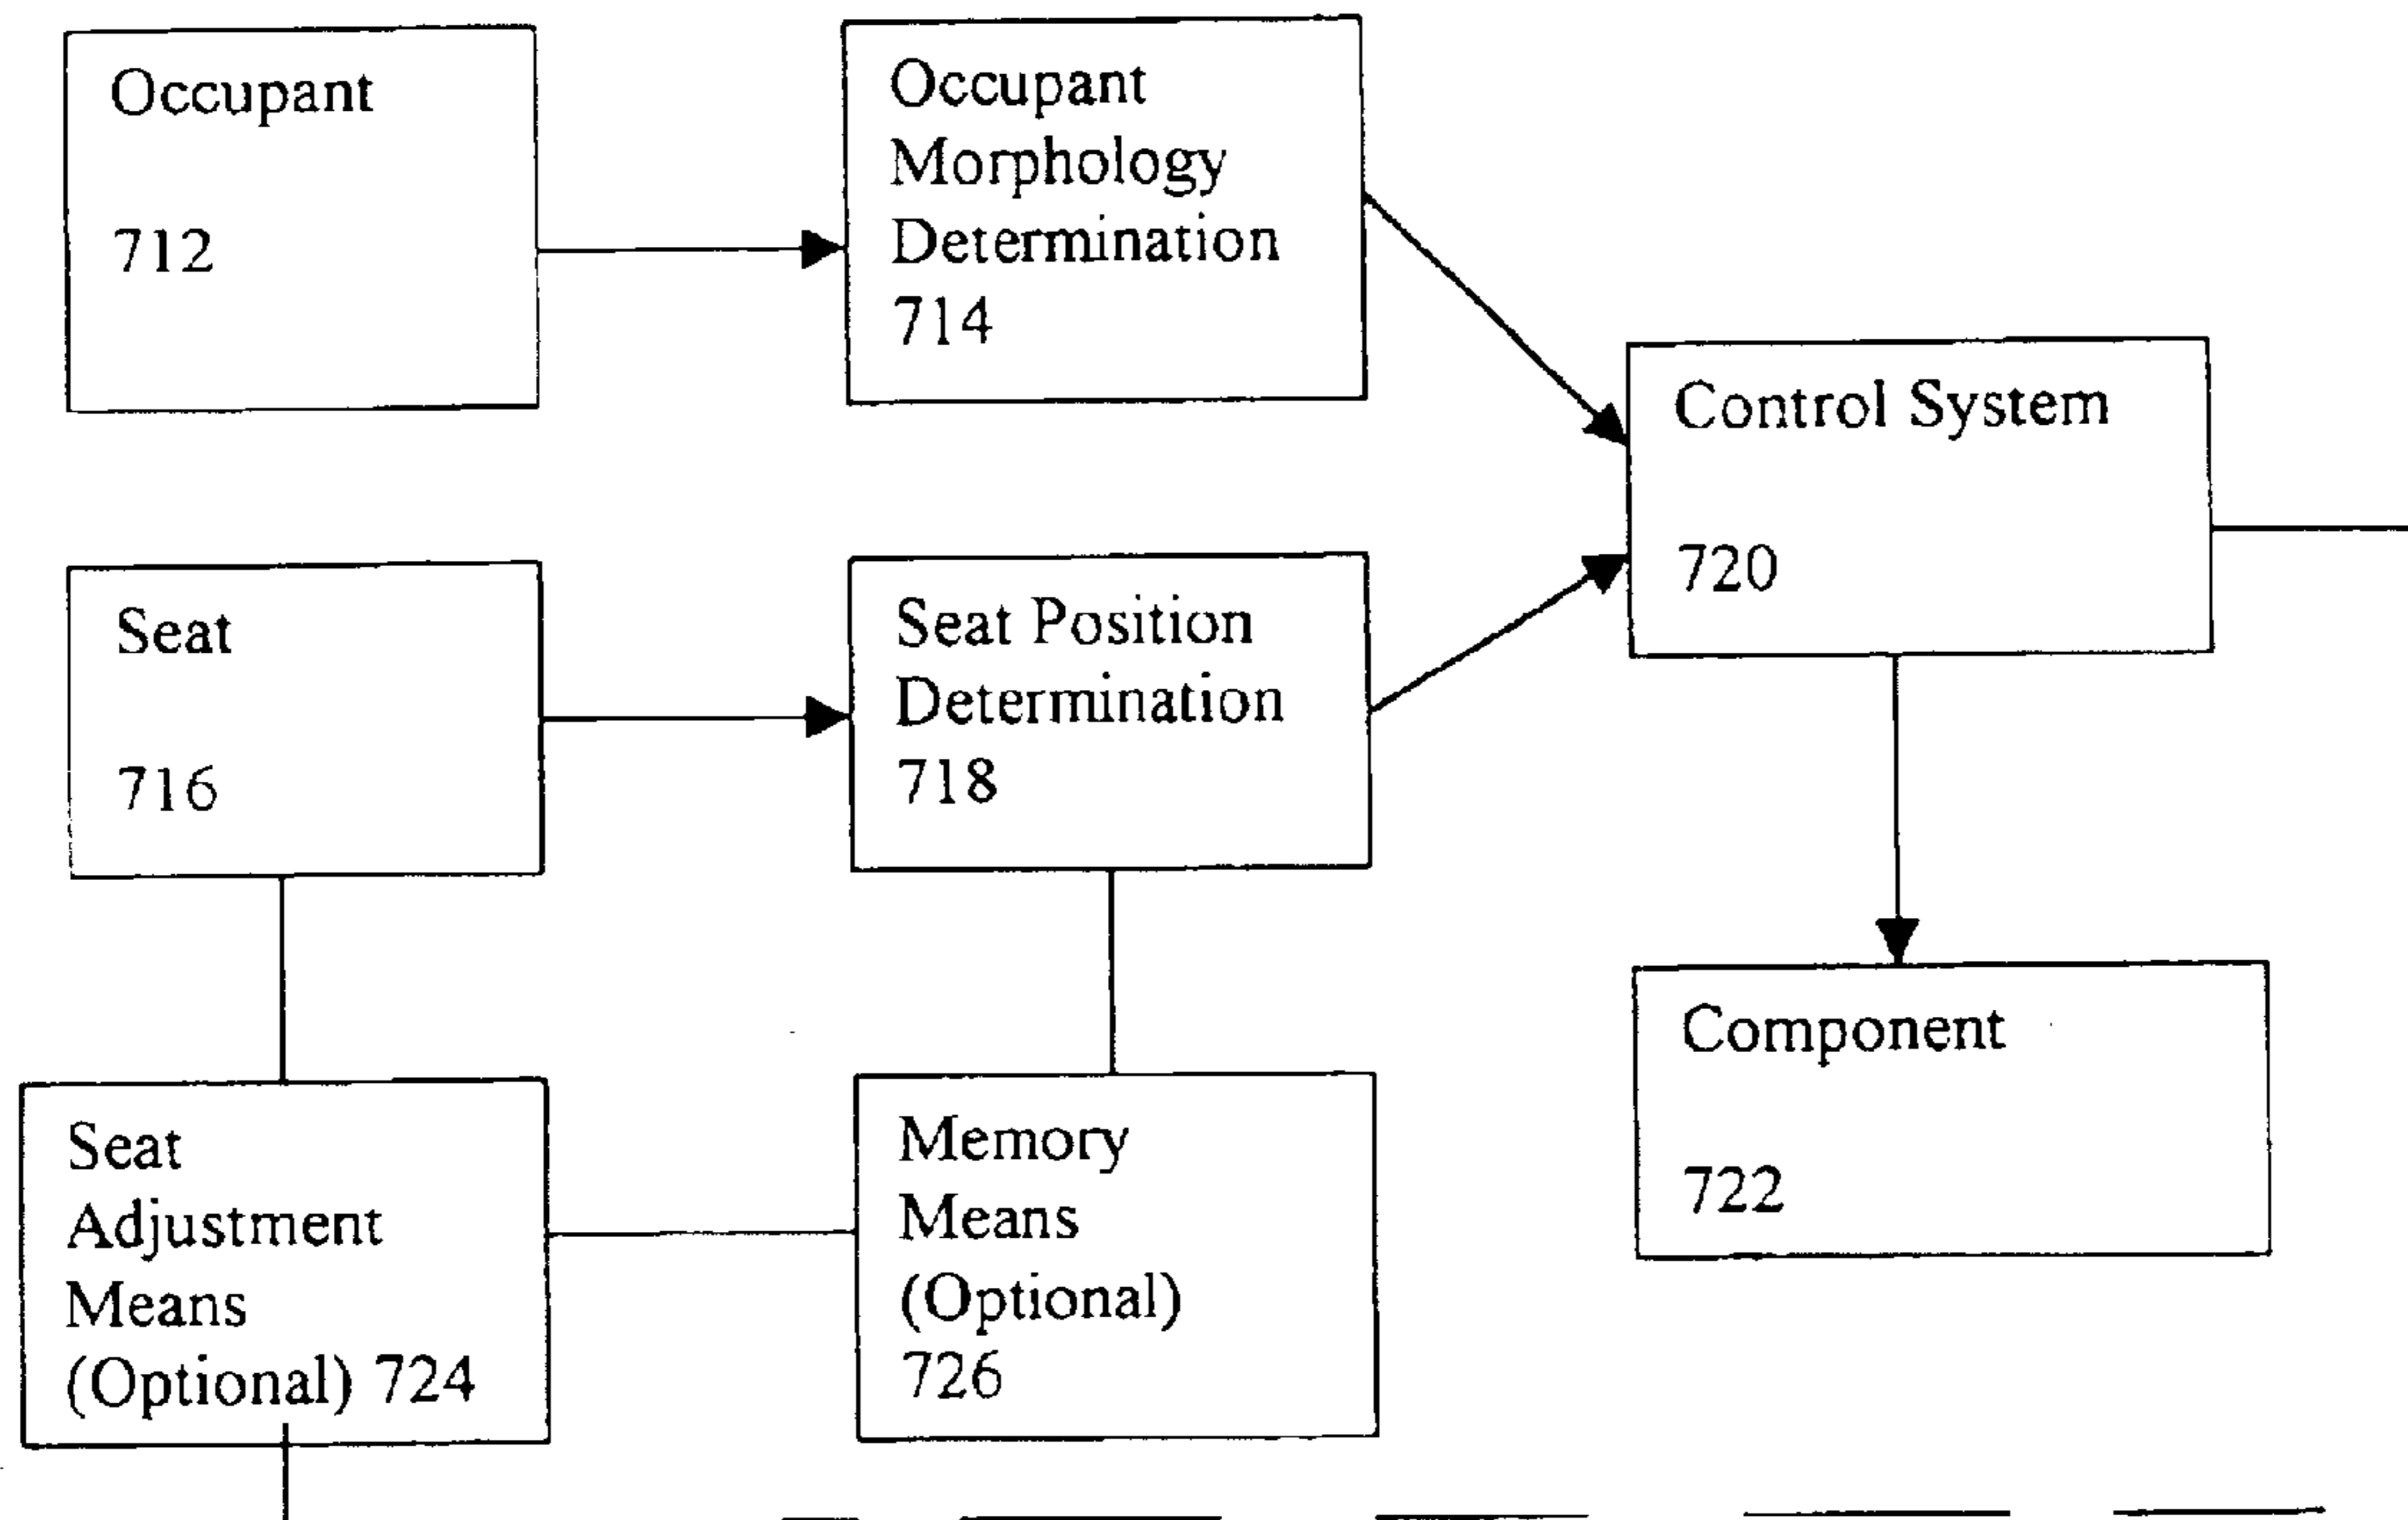 Occupant
712
Occupant
Morphology
Determination
714
Control System
720
Seat
716
Seat Position
Determination
718
Component
722
Seat
Adjustment
Means
(Optional) 724
Memory
Means
(Optional)
726